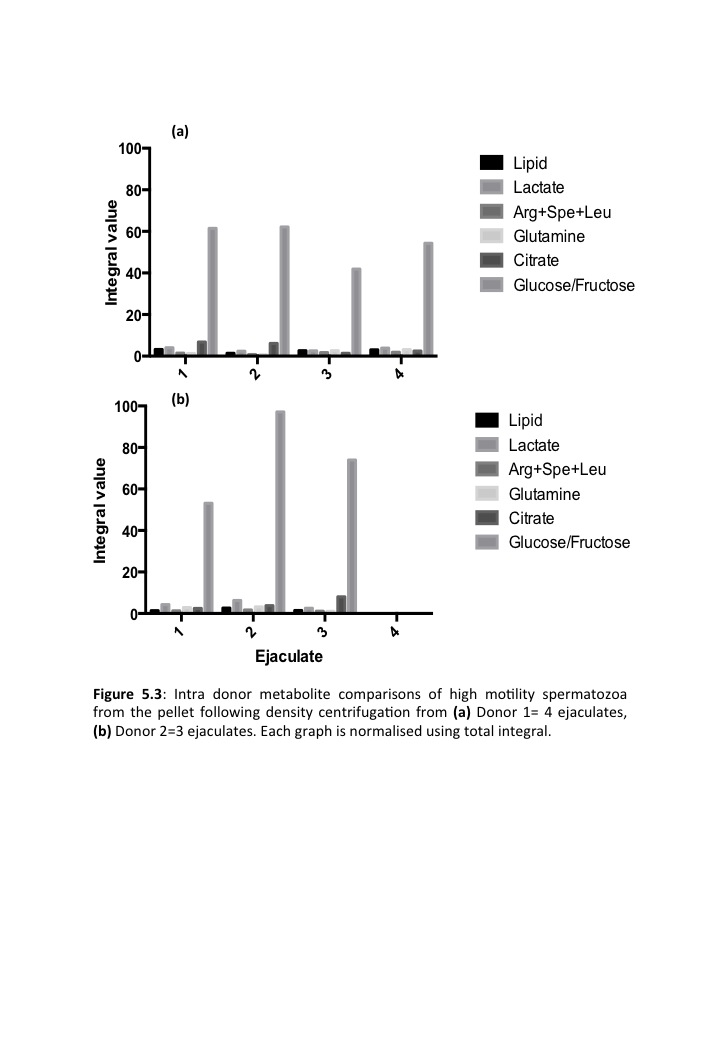 (a)
100
80
60
40
20
0
Integral value
1
2
3
4
Lipid
Lactate
Arg+Spe+Leu
Glutamine
Citrate
Glucose/Fructose
(b)
100
80
60
40
20
0
Integral value
1
2
3
4
Ejaculate
Lipid
Lactate
Arg+Spe+Leu
Glutamine
Citrate
Glucose/Fructose
Figure 5.3: Intra donor metabolite comparisons of high motility spermatozoa
from the pellet following density centrifugation from (a) Donor 1= 4 ejaculates,
(b) Donor 2=3 ejaculates. Each graph is normalised using total integral.